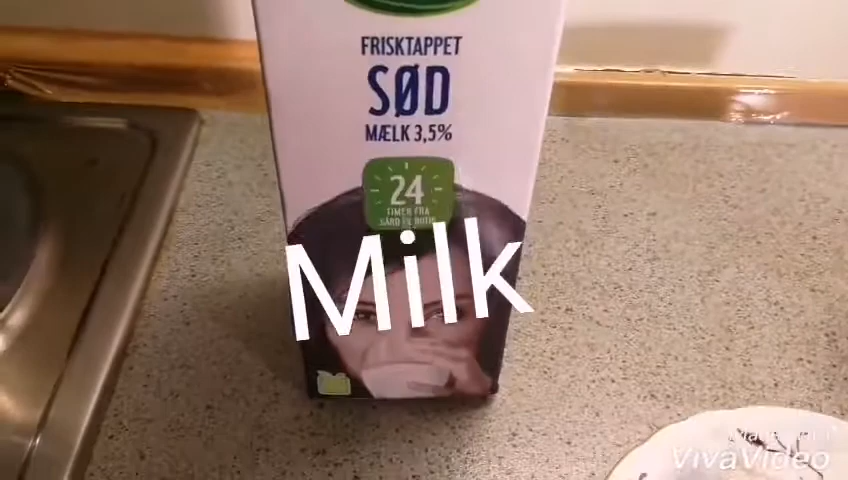 FRISKTAPPET
SØD
MÆLK 3,5%
24
TIMER FRA
GÅRD TIL BUTIK
Milk
VivaVideo